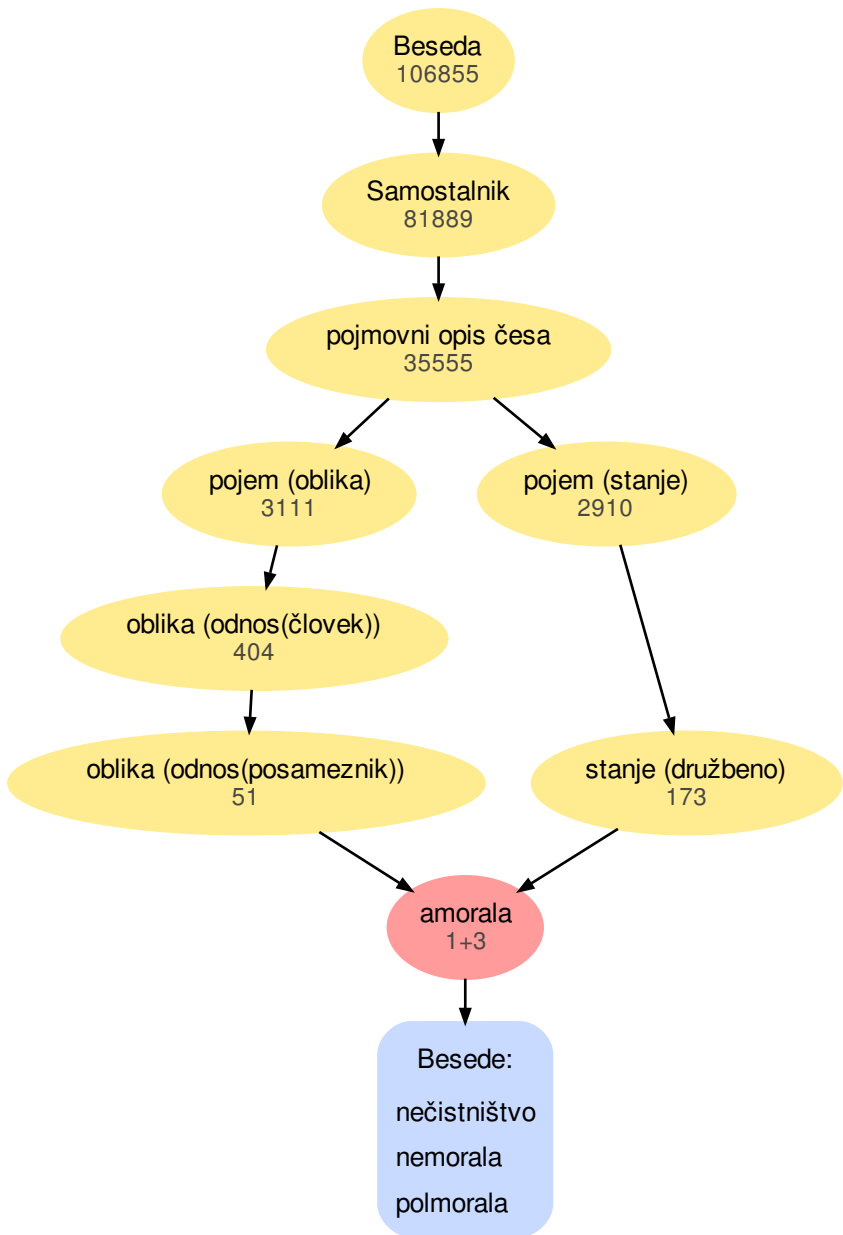 Beseda
106855
Samostalnik
81889
pojmovni opis česa
35555
pojem (oblika)
3111
pojem (stanje)
2910
oblika (odnos(človek))
404
oblika (odnos(posameznik))
51
stanje (družbeno)
173
amorala
1+3
Besede:
nečistništvo
nemorala
polmorala